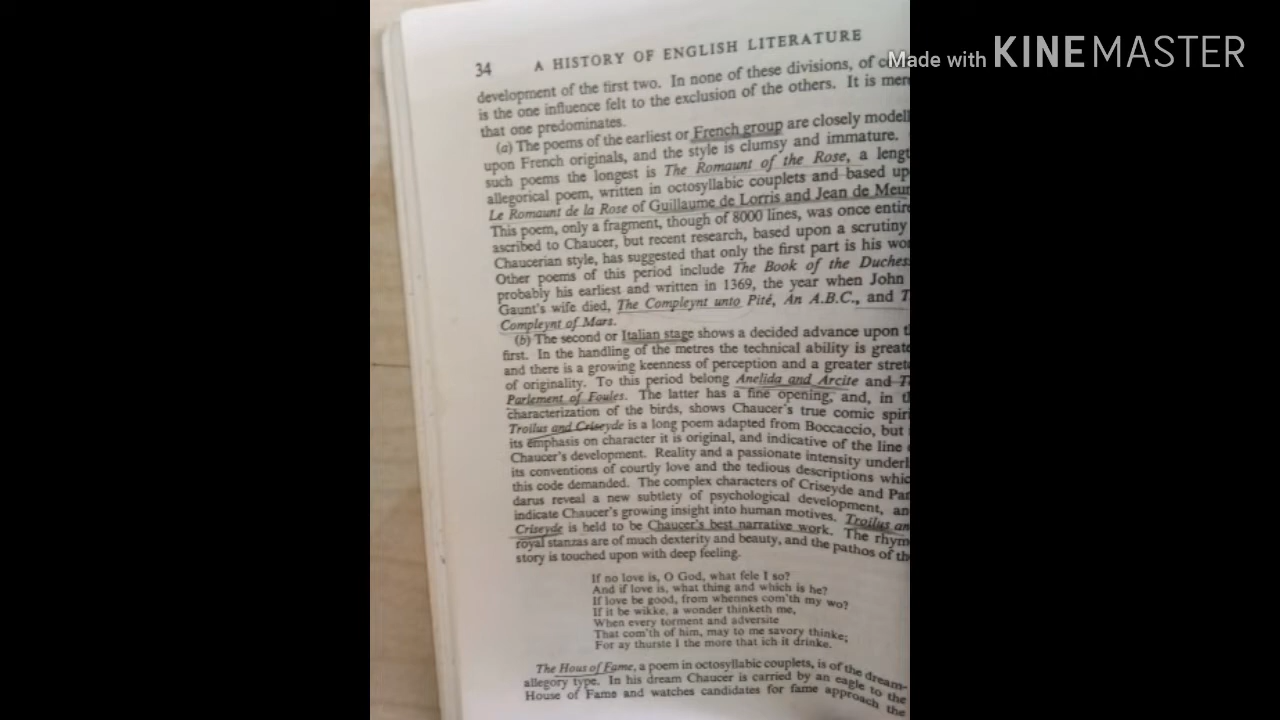 Made with KINEMASTER
34 A HISTORY OF ENGLISH LITERATURE
development of the first two. In none of these divisions, of
is the one influence felt to the exclusion of the others. It is mer
that one predominates.
(a) The poems of the earliest or French group are closely modell
upon French originals, and the style is clumsy and immature.
such poems the longest is The Romaunt of the Rose, a lengt
allegorical poem, written in octosyllabic couplets and based up
Le Romaunt de la Rose of Guillaume de Lorris and Jean de Meun
This poem, only a fragment, though of 8000 lines, was once entire
ascribed to Chaucer, but recent research, based upon a scrutiny
Chaucerian style, has suggested that only the first part is his wo
Other poems of this period include The Book of the Duchess
probably his earliest and written in 1369, the year when John
Gaunt's wife died, The Compleynt unto Pité, An A.B.C., and T
Compleynt of Mars.
(b) The second or Italian stage shows a decided advance upon t
first. In the handling of the metres the technical ability is greate
and there is a growing keenness of perception and a greater stret
of originality. To this period belong Anelida and Arcite and T
Parlement of Foules. The latter has a fine opening, and, in t
characterization of the birds, shows Chaucer's true comic spiri
Troilus and Criseyde is a long poem adapted from Boccaccio, but
its emphasis on character it is original, and indicative of the line
Chaucer's development. Reality and a passionate intensity underl
its conventions of courtly love and the tedious descriptions whic
this code demanded. The complex characters of Criseyde and Pan
darus reveal a new subtlety of psychological development, an
indicate Chaucer's growing insight into human motives. Troilus an
Criseyde is held to be Chaucer's best narrative work. The rhym
royal stanzas are of much dexterity and beauty, and the pathos of th
story is touched upon with deep feeling.
If no love is, O God, what fele I so?
And if love is, what thing and which is he?
If love be good, from whennes com'th my wo?
If it be wikke, a wonder thinketh me,
When every torment and adversite
That com'th of him, may to me savory thinke;
For ay thurste I the more that ich it drinke.
The Hous of Fame, a poem in octosyllabic couplets, is of the dream-
allegory type. In his dream Chaucer is carried by an eagle to the
House of Fame and watches candidates for fame approach the